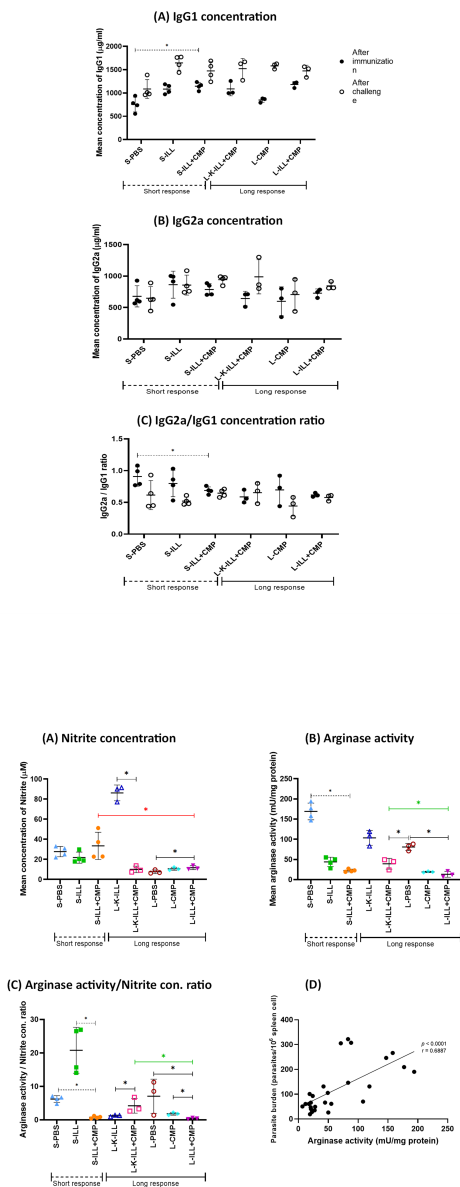 (A) IgG1 concentration
Mean concentration of IgG1 (µg/ml)
2000
1500
1000
500
0
*
After
immunizatio
n
After
challeng
e
S-PBS
S-ILL
S-ILL+CMP
L-K-ILL+CMP
L-CMP
L-ILL+CMP
Short response
Long response
(B) IgG2a concentration
Mean concentration of IgG2a (µg/ml)
1500
1000
500
0
S-PBS
S-ILL
S-ILL+CMP
L-K-ILL+CMP
L-CMP
L-ILL+CMP
Short response
Long response
(C) IgG2a/IgG1 concentration ratio
IgG2a / IgG1 ratio
1.5
1.0
0.5
0.0
*
S-PBS
S-ILL
S-ILL+CMP
L-K-ILL+CMP
L-CMP
L-ILL+CMP
Short response
Long response
(A) Nitrite concentration
Mean concentration of Nitrite (µM)
100
80
60
40
20
0
*
*
*
S-PBS
S-ILL
S-ILL+CMP
L-K-ILL
L-K-ILL+CMP
L-PBS
L-CMP
L-ILL+CMP
Short response
Long response
(B) Arginase activity
Mean arginase activity (mU/mg protein)
250
200
150
100
50
0
*
*
*
*
S-PBS
S-ILL
S-ILL+CMP
L-K-ILL
L-K-ILL+CMP
L-PBS
L-CMP
L-ILL+CMP
Short response
Long response
(C) Arginase activity/Nitrite con. ratio
Arginase activity / Nitrite con. ratio
30
20
10
0
*
*
*
*
*
*
S-PBS
S-ILL
S-ILL+CMP
L-K-ILL
L-K-ILL+CMP
L-PBS
L-CMP
L-ILL+CMP
Short response
Long response
(D)
Parasite burden (parasites/10⁶ spleen cell)
400
300
200
100
0
p < 0.0001
r = 0.6887
0
50
100
150
200
250
Arginase activity (mU/mg protein)